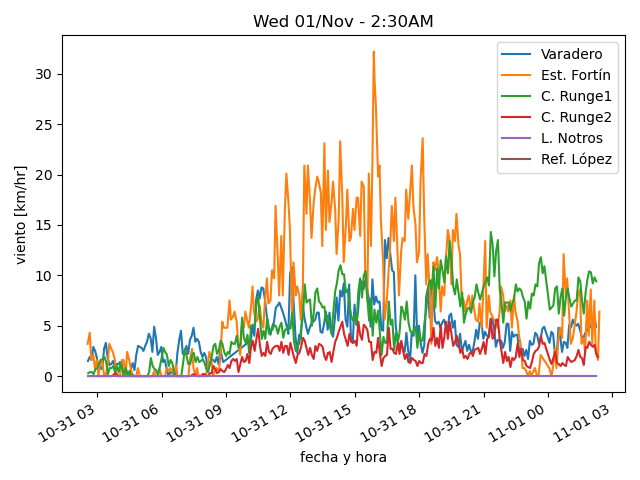 Wed 01/Nov - 2:30AM
Varadero
Est. Fortín
C. Runge1
C. Runge2
L. Notros
Ref. López
viento [km/hr]
30
25
20
15
10
5
0
10-31 03
10-31 06
10-31 09
10-31 12
10-31 15
10-31 18
10-31 21
11-01 00
11-01 03
fecha y hora